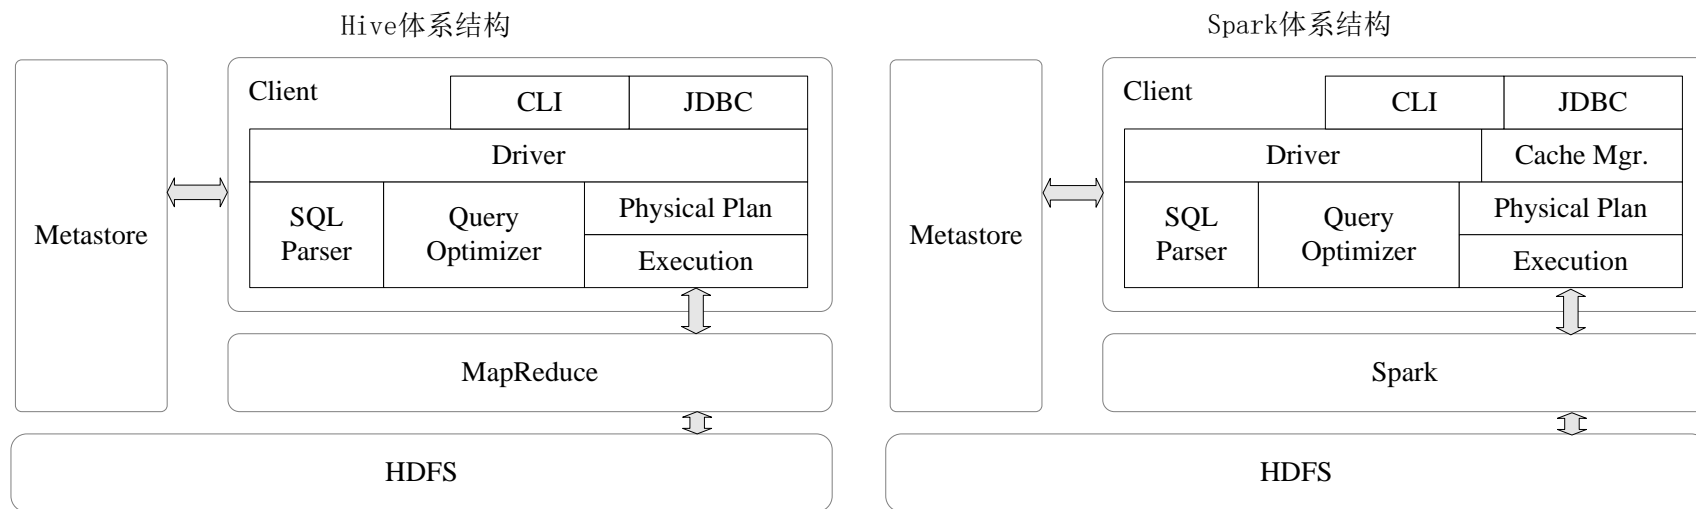 Hive体系结构
Metastore
Client
CLI
JDBC
Driver
SQL
Parser
Query
Optimizer
Physical Plan
Execution
MapReduce
HDFS
Spark体系结构
Metastore
Client
CLI
JDBC
Driver
Cache Mgr.
SQL
Parser
Query
Optimizer
Physical Plan
Execution
Spark
HDFS